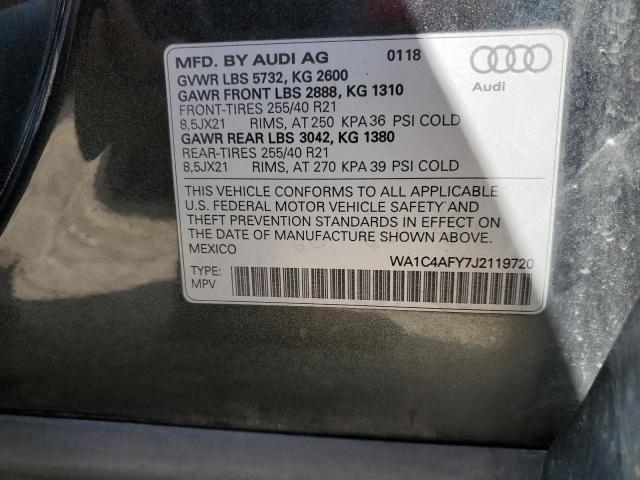 MFD. BY AUDI AG 0118
GVWR LBS 5732, KG 2600
GAWR FRONT LBS 2888, KG 1310
FRONT-TIRES 255/40 R21
8,5JX21 RIMS, AT 250 KPA 36 PSI COLD
GAWR REAR LBS 3042, KG 1380
REAR-TIRES 255/40 R21
8,5JX21 RIMS, AT 270 KPA 39 PSI COLD
Audi
THIS VEHICLE CONFORMS TO ALL APPLICABLE
U.S. FEDERAL MOTOR VEHICLE SAFETY AND
THEFT PREVENTION STANDARDS IN EFFECT ON
THE DATE OF MANUFACTURE SHOWN ABOVE.
MEXICO
WA1C4AFY7J2119720
TYPE:
MPV